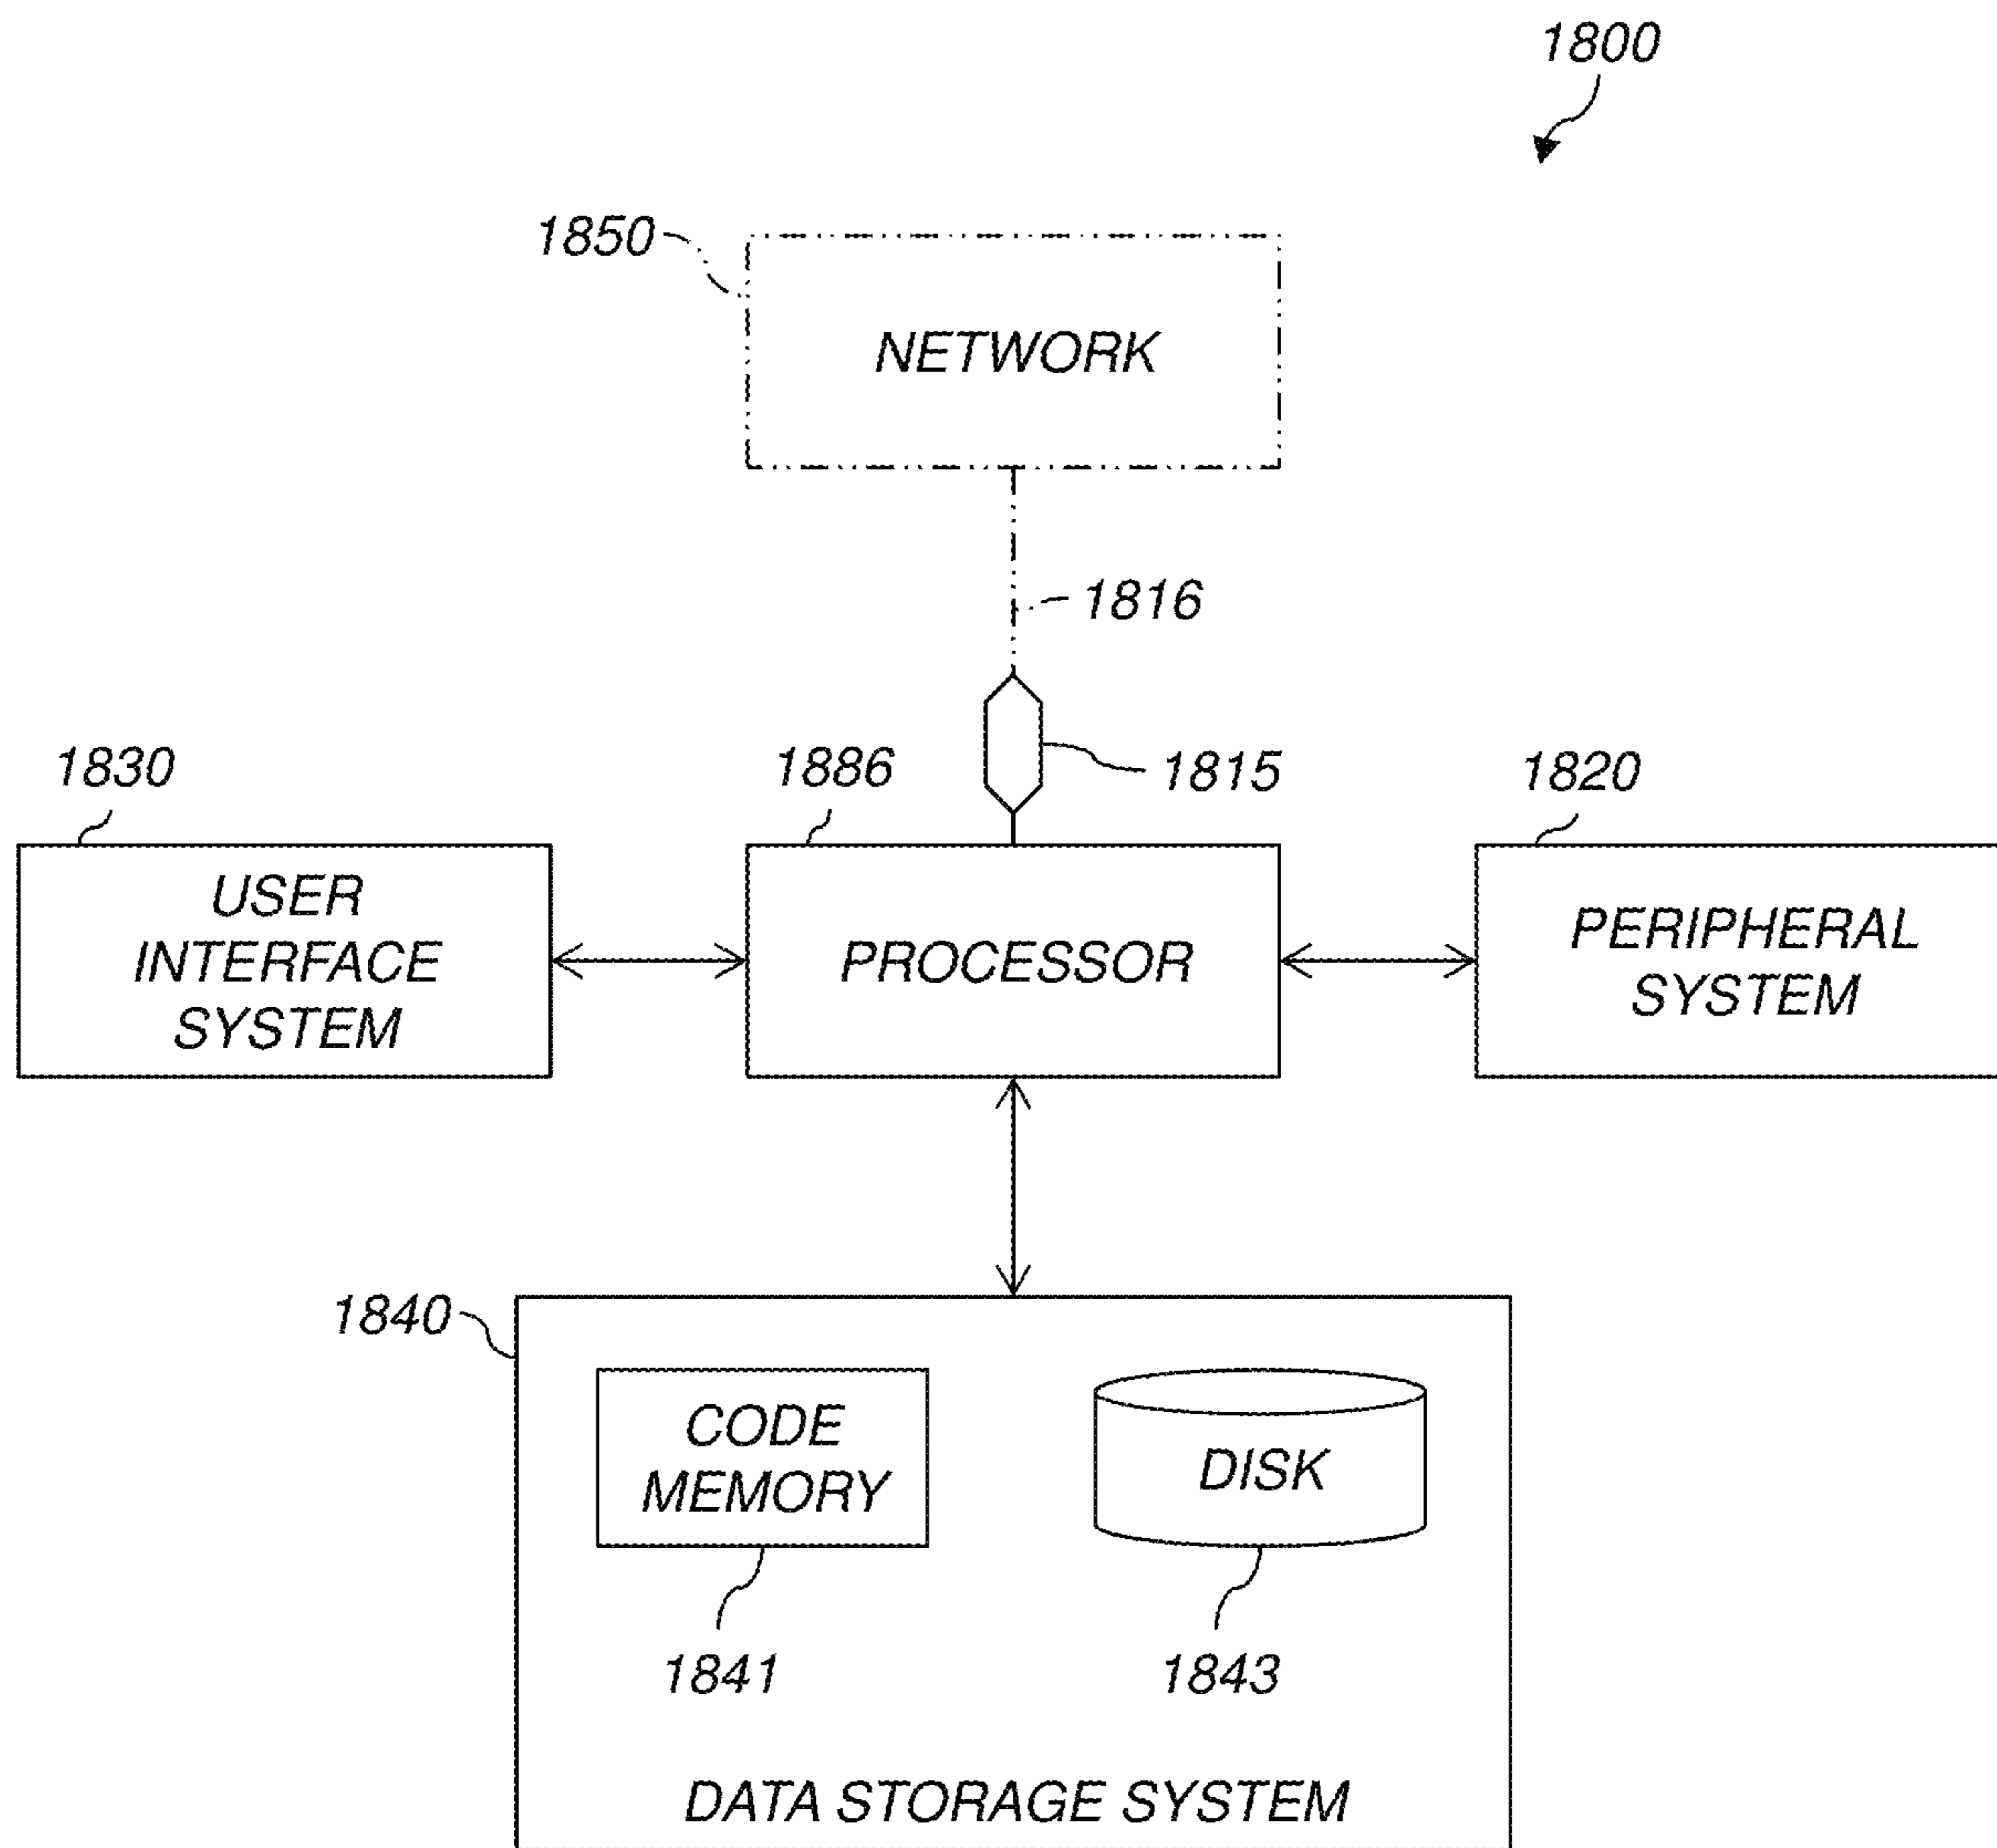 1800
1850
NETWORK
1816
1815
1830
1886
1820
USER
INTERFACE
SYSTEM
PROCESSOR
PERIPHERAL
SYSTEM
1840
CODE
MEMORY
DISK
1841
1843
DATA STORAGE SYSTEM